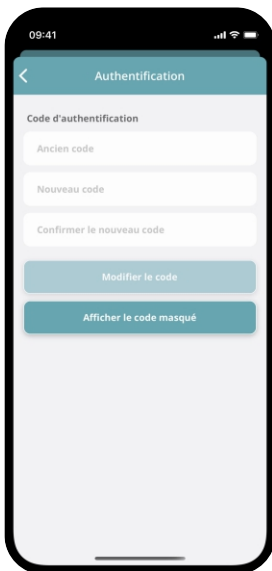 09:41
Authentification
Code d'authentification
Ancien code
Nouveau code
Confirmer le nouveau code
Modifier le code
Afficher le code masqué